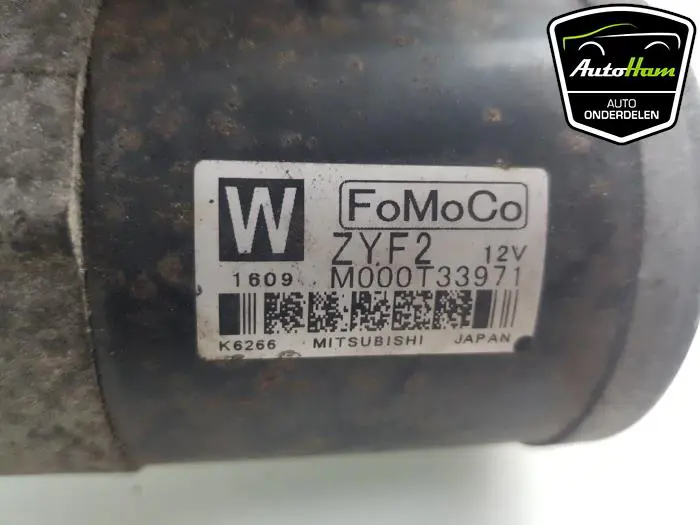 AutoHam
AUTO
ONDERDELEN
W
FoMoCo
ZYF2 12V
1609 M000T33971
K6266 MITSUBISHI JAPAN